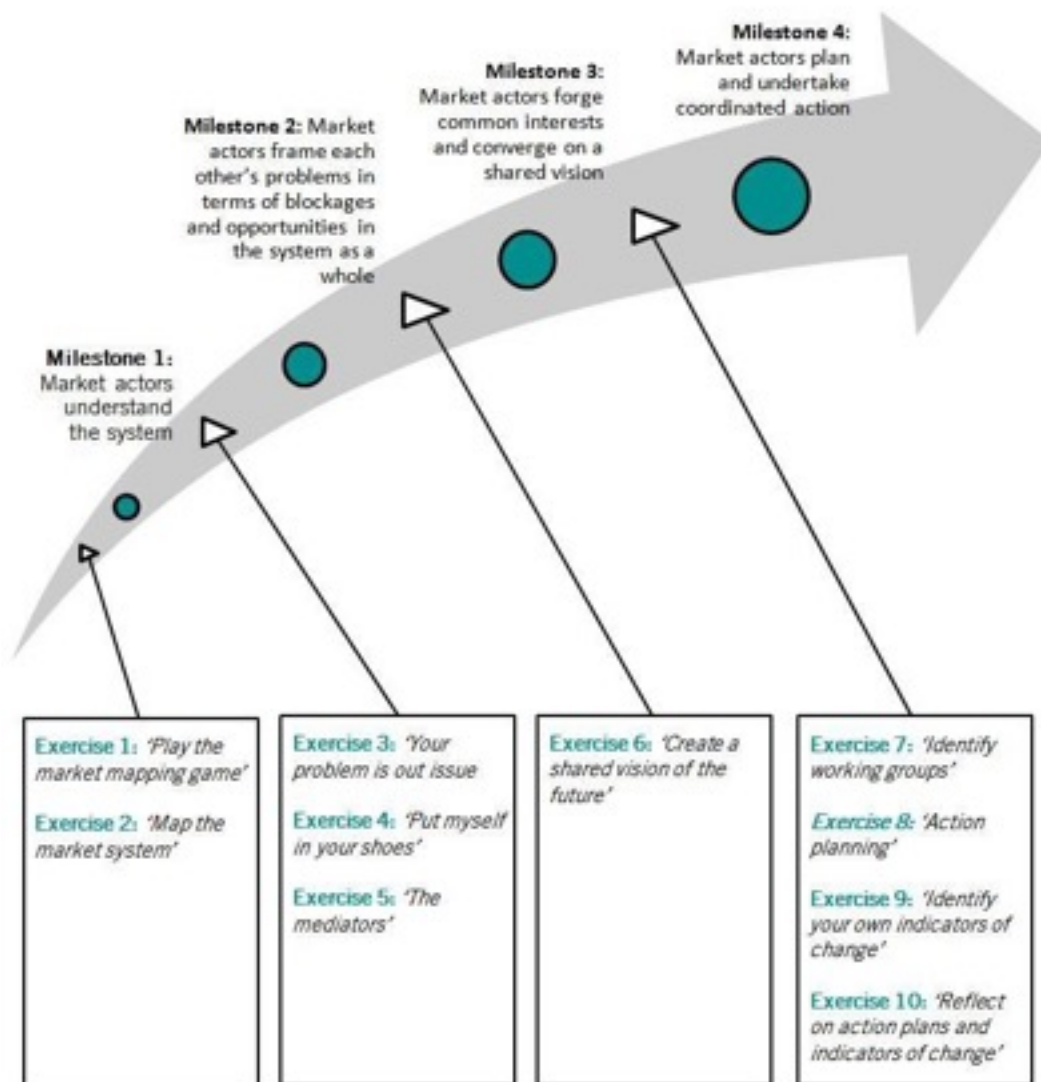 Milestone 4:
Market actors plan
and undertake
coordinated action
Milestone 3:
Market actors forge
common interests
and converge on a
shared vision
Milestone 2: Market
actors frame each
other's problems in
terms of blockages
and opportunities in
the system as a
whole
Milestone 1:
Market actors
understand
the system
Exercise 1: 'Play the
market mapping game'
Exercise 2: 'Map the
market system'
Exercise 3: 'Your
problem is out issue
Exercise 4: 'Put myself
in your shoes'
Exercise 5: 'The
mediators'
Exercise 6: 'Create a
shared vision of the
future'
Exercise 7: 'Identify
working groups'
Exercise 8: 'Action
planning'
Exercise 9: 'Identify
your own indicators of
change'
Exercise 10: 'Reflect
on action plans and
indicators of change'